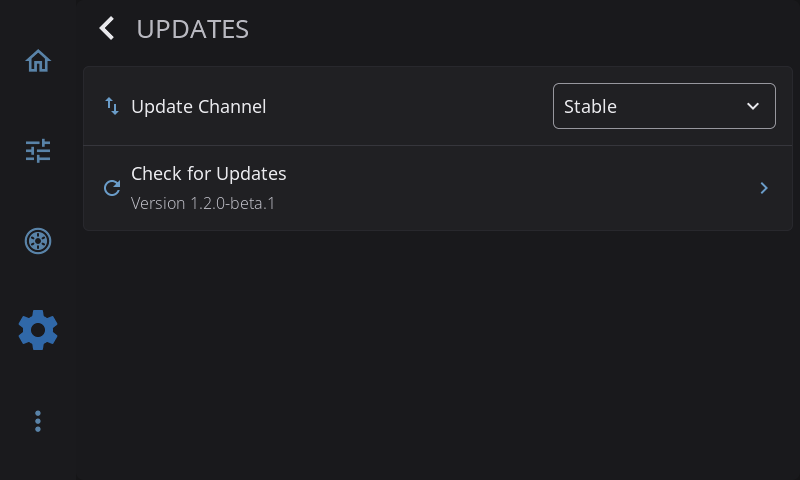 UPDATES
Update Channel
Stable
Check for Updates
Version 1.2.0-beta.1